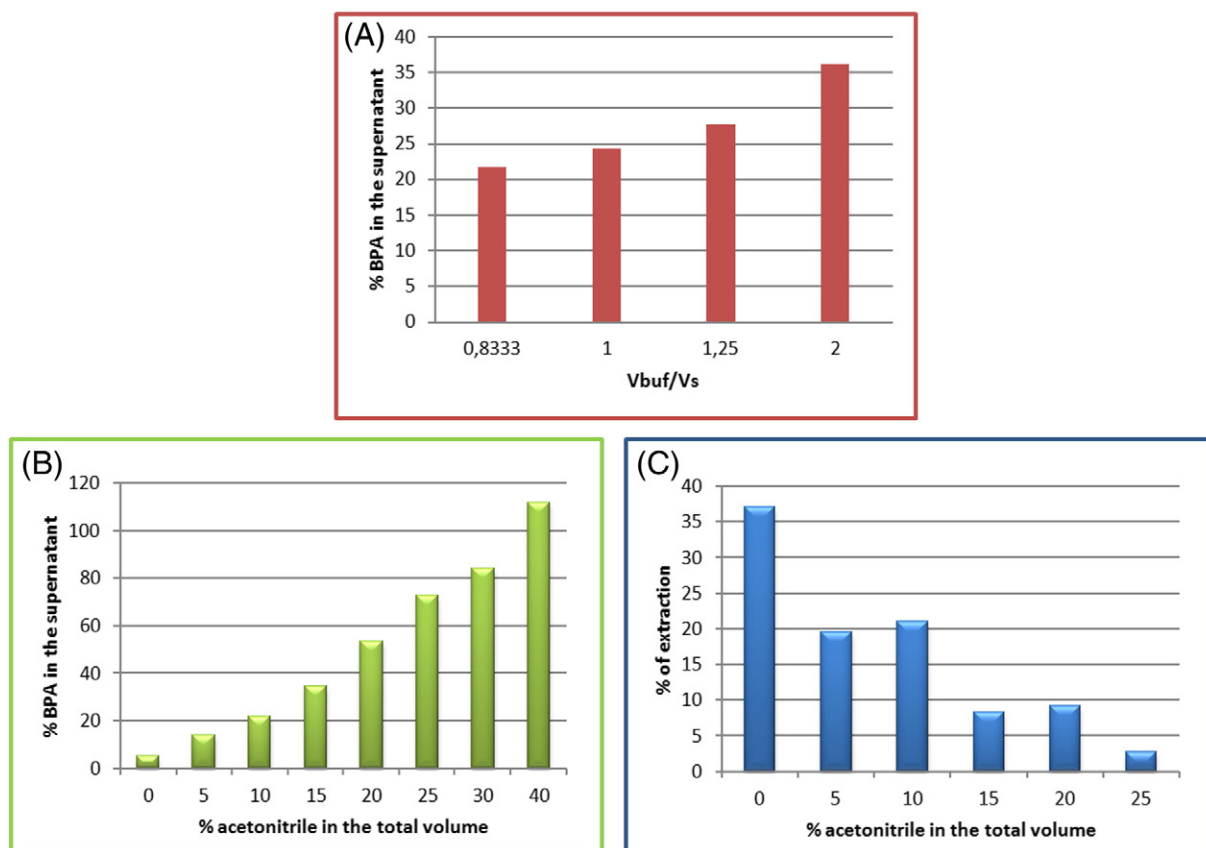 (A)
40
35
30
25
20
15
10
5
0
% BPA in the supernatant
0,8333 1 1,25 2
Vbuf/Vs
(B)
120
100
80
60
40
20
0
% BPA in the supernatant
0 5 10 15 20 25 30 40
% acetonitrile in the total volume
(C)
40
35
30
25
20
15
10
5
0
% of extraction
0 5 10 15 20 25
% acetonitrile in the total volume